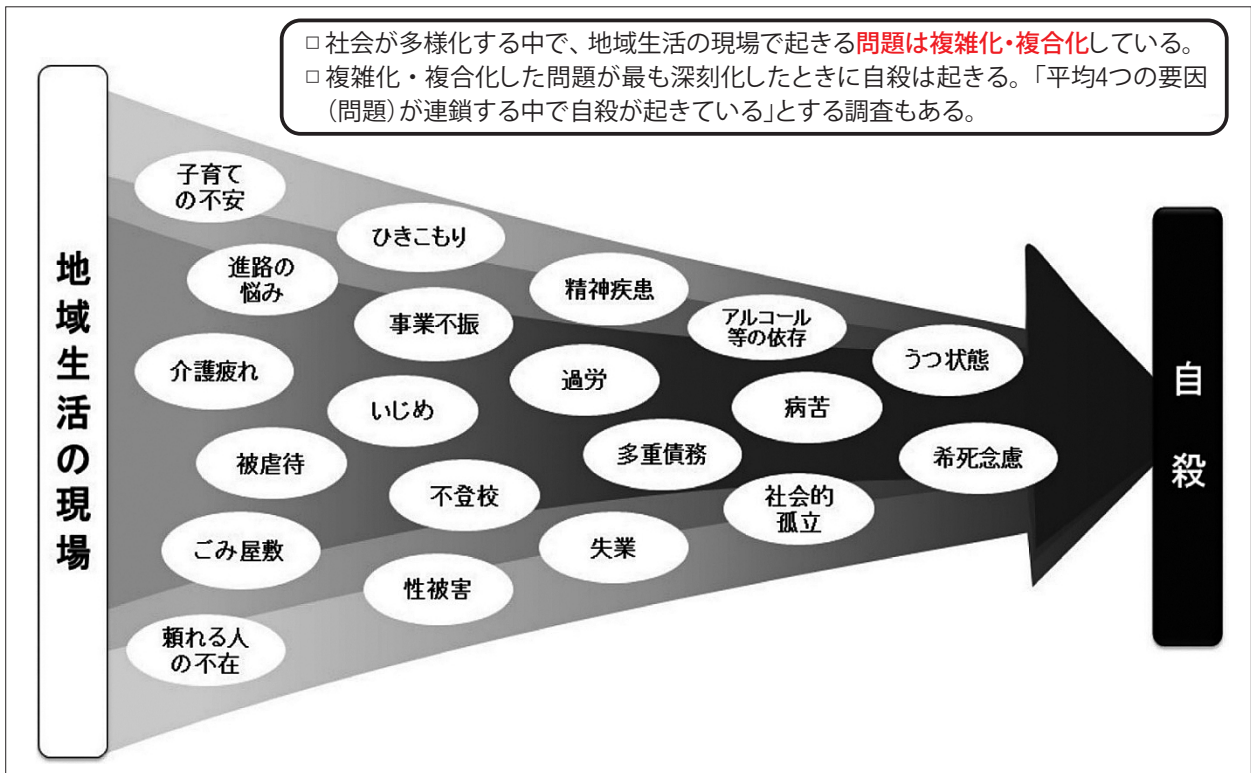 □ 社会が多様化する中で、地域生活の現場で起きる問題は複雑化・複合化している。
□ 複雑化・複合化した問題が最も深刻化したときに自殺は起きる。「平均4つの要因
（問題）が連鎖する中で自殺が起きている」とする調査もある。
地域生活の現場
子育て
の不安
ひきこもり
進路の
悩み
精神疾患
事業不振
アルコール
等の依存
うつ状態
介護疲れ
過労
いじめ
病苦
被虐待
多重債務
希死念慮
不登校
社会的
孤立
ごみ屋敷
失業
性被害
頼れる人
の不在
自殺